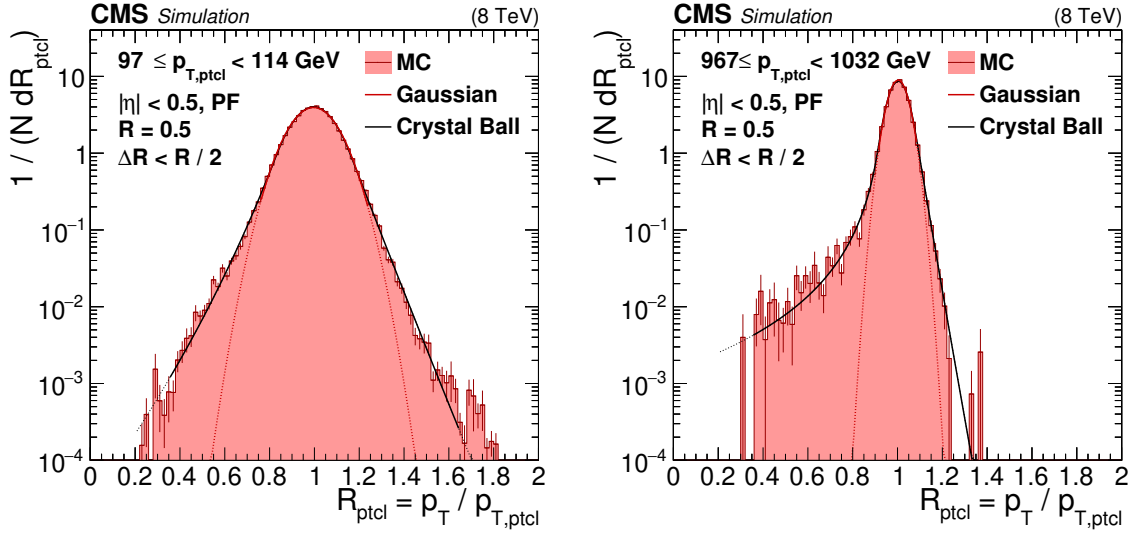 CMS Simulation (8 TeV)
1 / (N dR_ptcl)
97 ≤ p_T,ptcl < 114 GeV
|η| < 0.5, PF
R = 0.5
ΔR < R / 2
MC
Gaussian
Crystal Ball
10
1
10⁻¹
10⁻²
10⁻³
10⁻⁴
0 0.2 0.4 0.6 0.8 1 1.2 1.4 1.6 1.8 2
R_ptcl = p_T / p_T,ptcl
CMS Simulation (8 TeV)
1 / (N dR_ptcl)
967≤ p_T,ptcl < 1032 GeV
|η| < 0.5, PF
R = 0.5
ΔR < R / 2
MC
Gaussian
Crystal Ball
10
1
10⁻¹
10⁻²
10⁻³
10⁻⁴
0 0.2 0.4 0.6 0.8 1 1.2 1.4 1.6 1.8 2
R_ptcl = p_T / p_T,ptcl